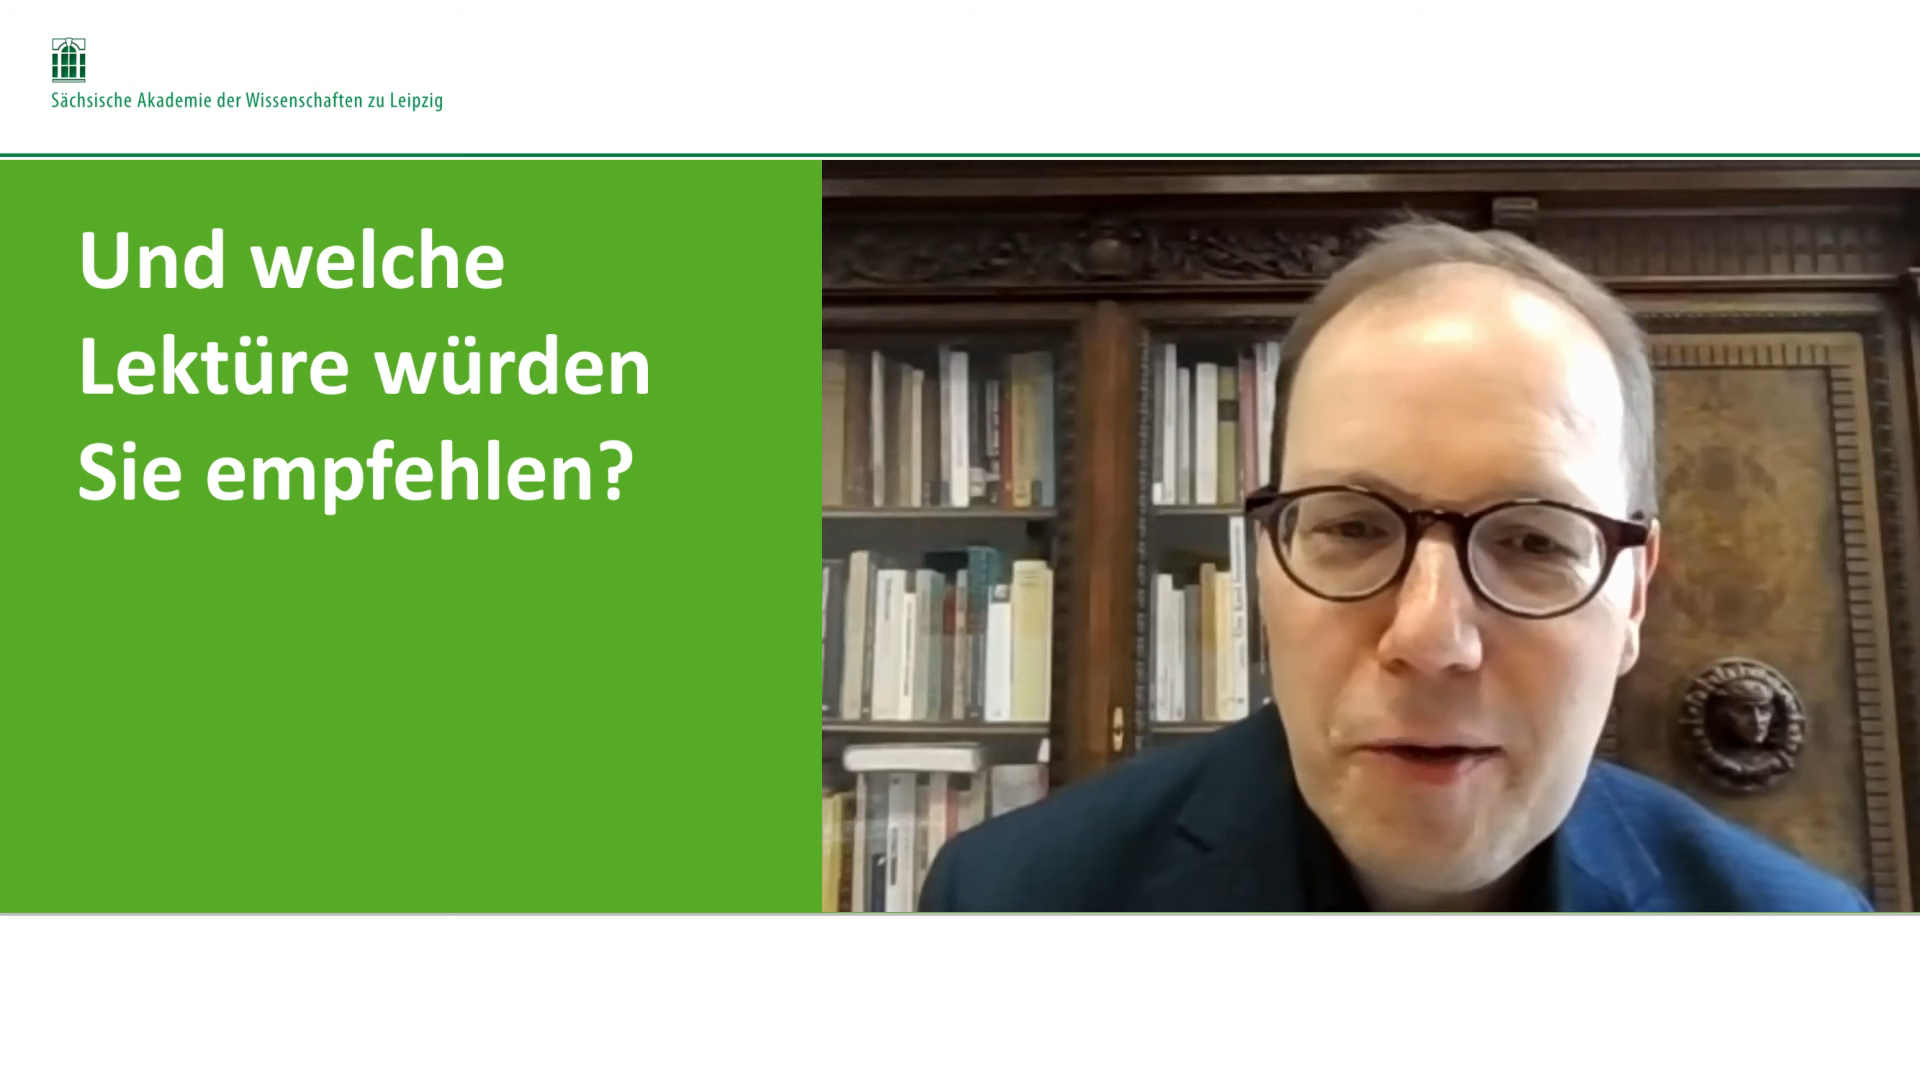 Sächsische Akademie der Wissenschaften zu Leipzig
Und welche
Lektüre würden
Sie empfehlen?